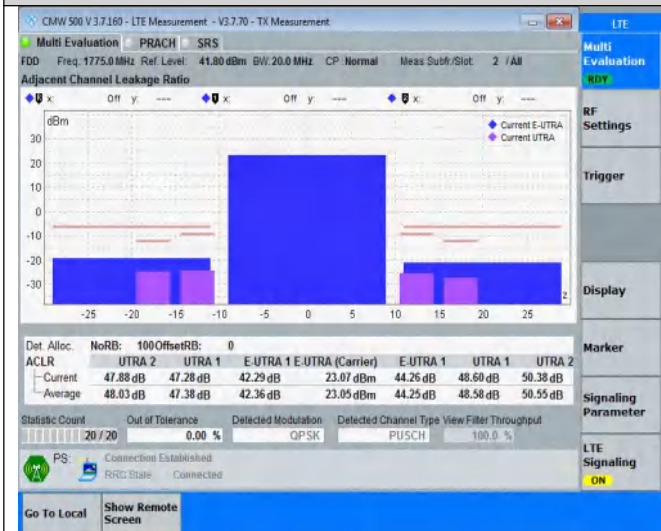 CMW 500 V 3.7.160 - LTE Measurement - V3.7.70 - TX Measurement
LTE
Multi Evaluation PRACH SRS
FDD Freq.:1775.0 MHz Ref. Level: 41.80 dBm BW: 20.0 MHz CP: Normal Meas Subfr./Slot: 2 / All
Adjacent Channel Leakage Ratio
x: Off y: --- x: Off y: --- x: Off y: ---
dBm
Current E-UTRA
Current UTRA
30
20
10
0
-10
-20
-30
z
-25 -20 -15 -10 -5 0 5 10 15 20 25
Det. Alloc. NoRB: 100 OffsetRB: 0
ACLR UTRA 2 UTRA 1 E-UTRA 1 E-UTRA (Carrier) E-UTRA 1 UTRA 1 UTRA 2
Current 47.88 dB 47.28 dB 42.29 dB 23.07 dBm 44.26 dB 48.60 dB 50.38 dB
Average 48.03 dB 47.38 dB 42.36 dB 23.05 dBm 44.25 dB 48.58 dB 50.55 dB
Statistic Count Out of Tolerance Detected Modulation Detected Channel Type View Filter Throughput
20 / 20 0.00 % QPSK PUSCH 100.0 %
PS: Connection Established
RRC State Connected
Multi
Evaluation
RDY
RF
Settings
Trigger
Display
Marker
Signaling
Parameter
LTE
Signaling
ON
Go To Local
Show Remote
Screen